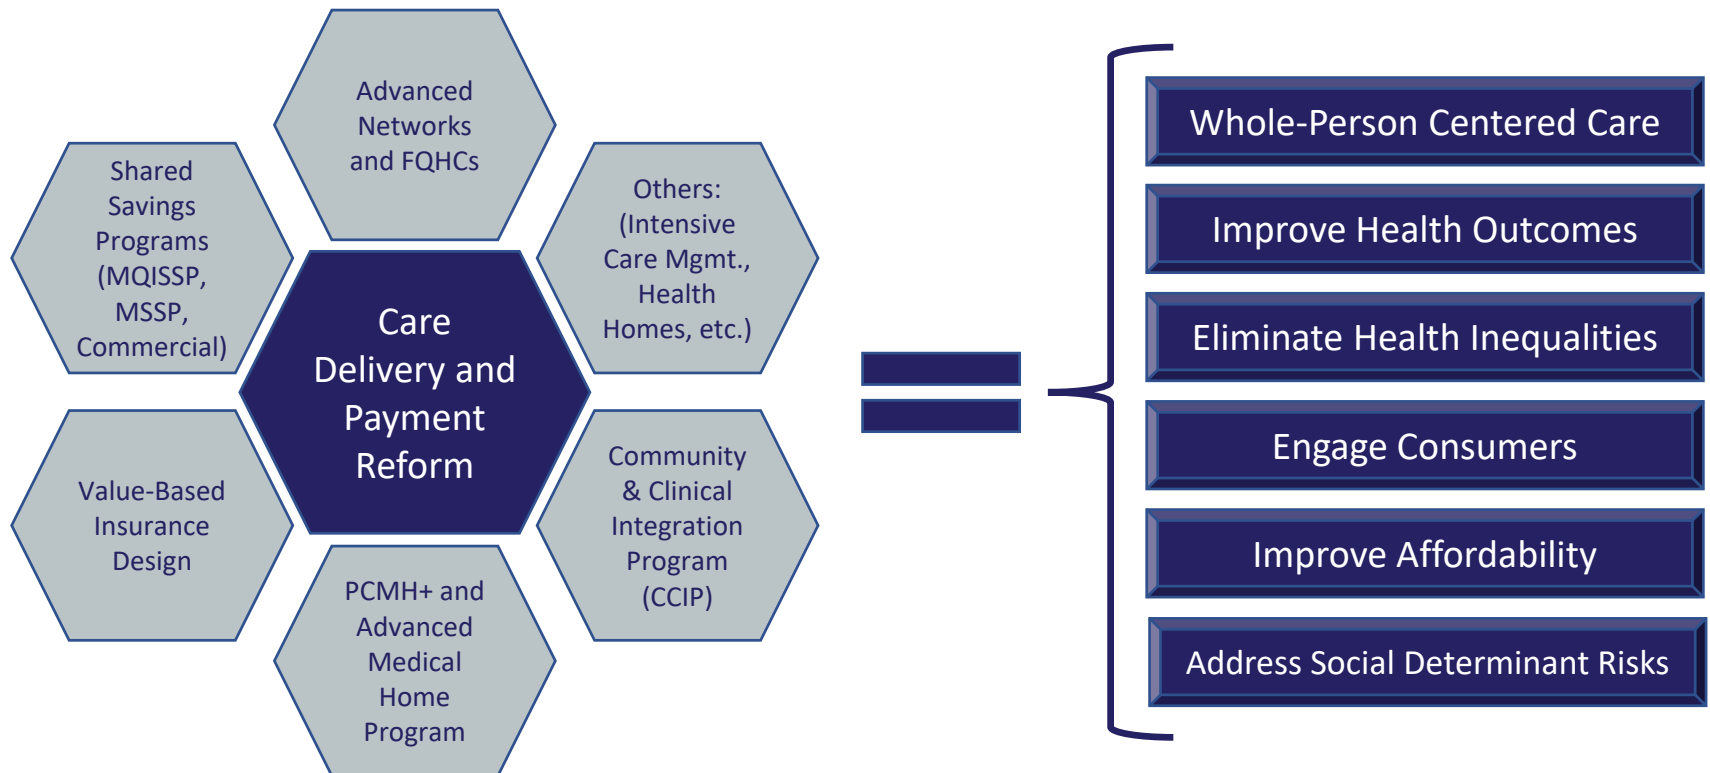 Advanced
Networks
and FQHCs
Shared
Savings
Programs
(MQISSP,
MSSP,
Commercial)
Others:
(Intensive
Care Mgmt.,
Health
Homes, etc.)
Care
Delivery and
Payment
Reform
Value-Based
Insurance
Design
Community
& Clinical
Integration
Program
(CCIP)
PCMH+ and
Advanced
Medical
Home
Program
Whole-Person Centered Care
Improve Health Outcomes
Eliminate Health Inequalities
Engage Consumers
Improve Affordability
Address Social Determinant Risks